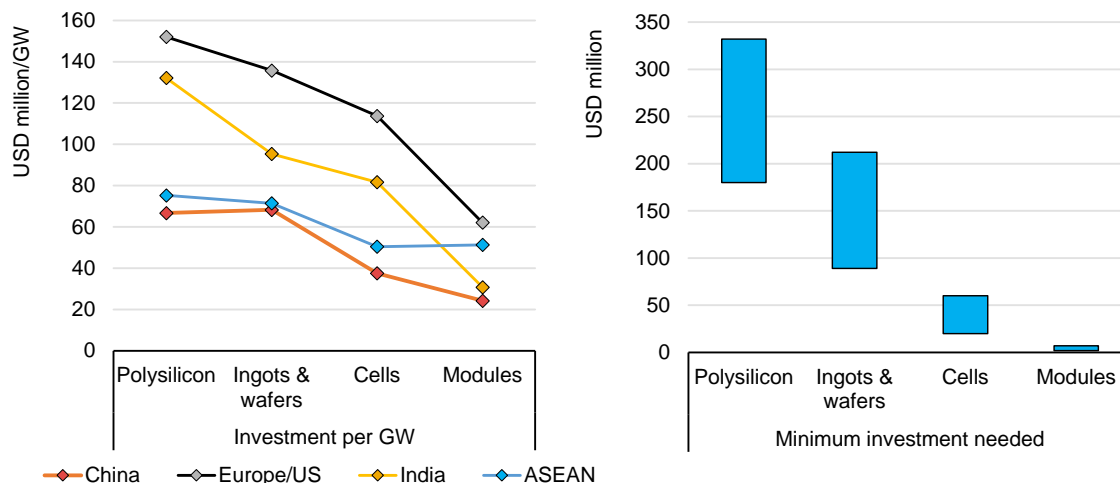 USD million/GW
160
140
120
100
80
60
40
20
0
Polysilicon
Ingots &
wafers
Cells
Modules
Investment per GW
China
Europe/US
India
ASEAN
USD million
350
300
250
200
150
100
50
0
Polysilicon
Ingots &
wafers
Cells
Modules
Minimum investment needed